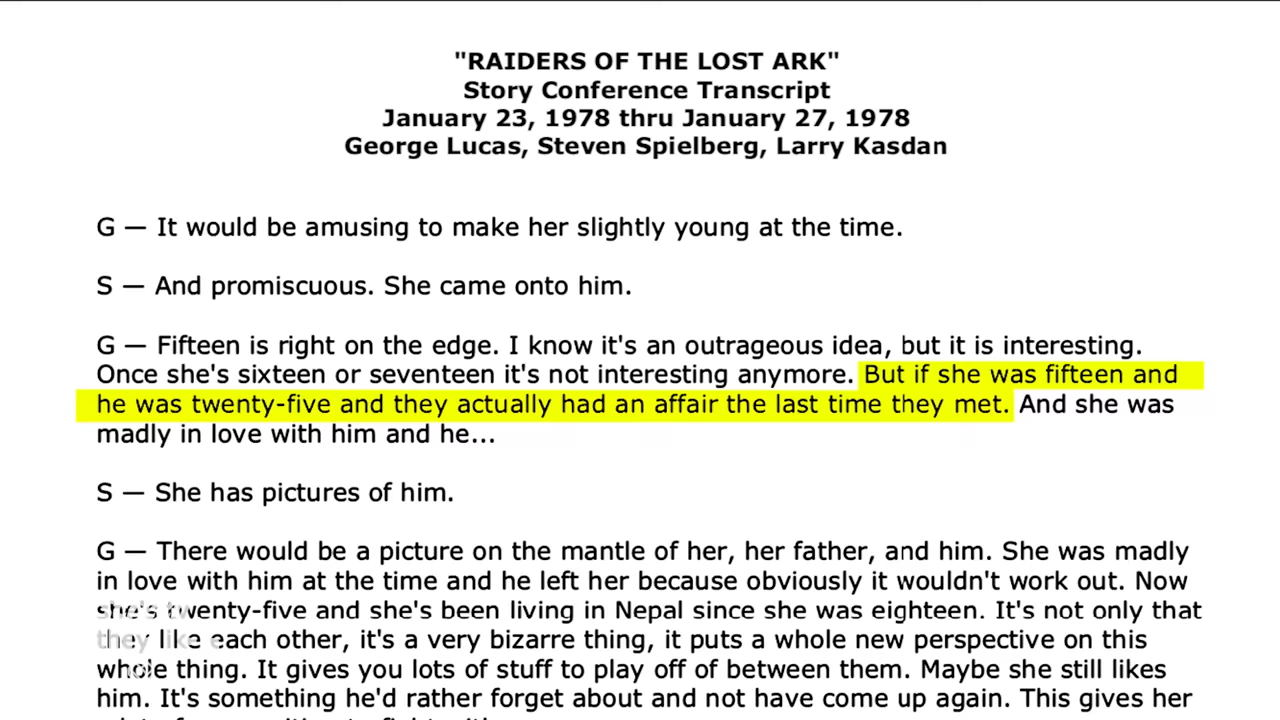 "RAIDERS OF THE LOST ARK"
Story Conference Transcript
January 23, 1978 thru January 27, 1978
George Lucas, Steven Spielberg, Larry Kasdan
G — It would be amusing to make her slightly young at the time.
S — And promiscuous. She came onto him.
G — Fifteen is right on the edge. I know it's an outrageous idea, but it is interesting.
Once she's sixteen or seventeen it's not interesting anymore. But if she was fifteen and
he was twenty-five and they actually had an affair the last time they met. And she was
madly in love with him and he...
S — She has pictures of him.
G — There would be a picture on the mantle of her, her father, and him. She was madly
in love with him at the time and he left her because obviously it wouldn't work out. Now
she's twenty-five and she's been living in Nepal since she was eighteen. It's not only that
they like each other, it's a very bizarre thing, it puts a whole new perspective on this
whole thing. It gives you lots of stuff to play off of between them. Maybe she still likes
him. It's something he'd rather forget about and not have come up again. This gives her